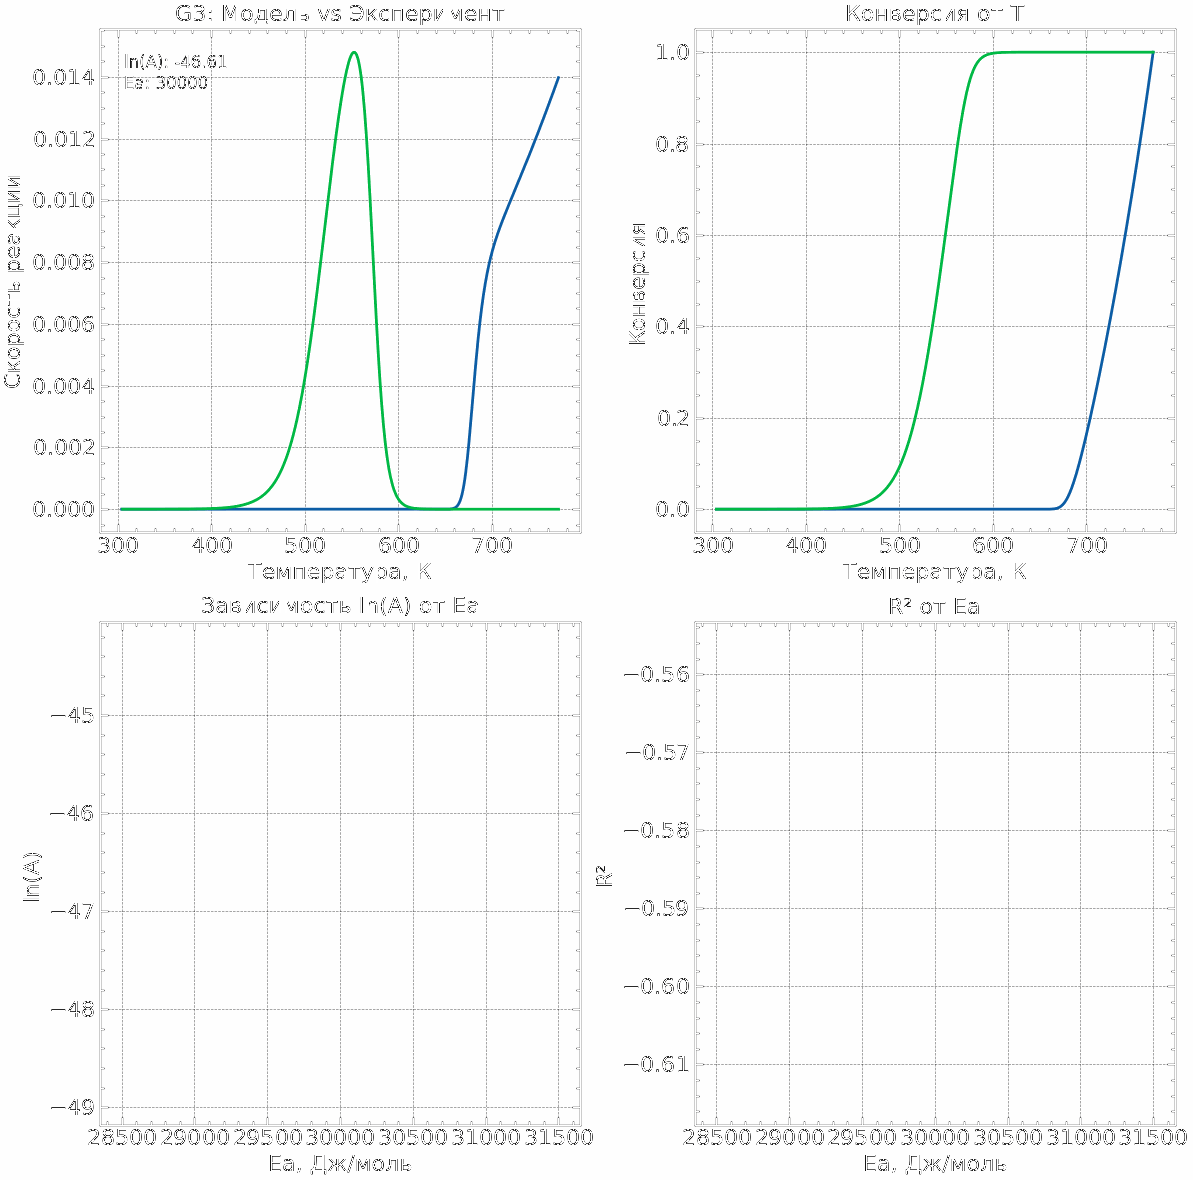 G3: Модель vs Эксперимент
ln(A): -46.61
Ea: 30000
Скорость реакции
0.014
0.012
0.010
0.008
0.006
0.004
0.002
0.000
300 400 500 600 700
Температура, K
Конверсия от T
Конверсия
1.0
0.8
0.6
0.4
0.2
0.0
300 400 500 600 700
Температура, K
Зависимость ln(A) от Ea
ln(A)
−45
−46
−47
−48
−49
28500 29000 29500 30000 30500 31000 31500
Ea, Дж/моль
R² от Ea
R²
−0.56
−0.57
−0.58
−0.59
−0.60
−0.61
28500 29000 29500 30000 30500 31000 31500
Ea, Дж/моль